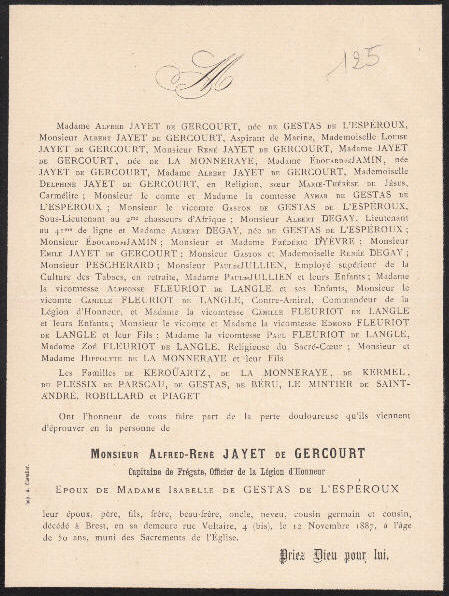 125
M
Madame Alfred JAYET de GERCOURT, née de GESTAS de L'ESPÉROUX,
Monsieur Albert JAYET de GERCOURT, Aspirant de Marine, Mademoiselle Louise
JAYET de GERCOURT, Monsieur René JAYET de GERCOURT, Madame JAYET
de GERCOURT, née de LA MONNERAYE, Madame Édouard de JAMIN, née
JAYET de GERCOURT, Madame Albert JAYET de GERCOURT, Mademoiselle
Delphine JAYET de GERCOURT, en Religion, sœur Marie-Thérèse de Jésus,
Carmélite ; Monsieur le comte et Madame la comtesse Aymar de GESTAS de
L'ESPÉROUX ; Monsieur le vicomte Gaston de GESTAS de L'ESPÉROUX,
Sous-Lieutenant au 2me chasseurs d'Afrique ; Monsieur Albert DEGAY, Lieutenant
au de ligne et Madame Albert DEGAY, née de GESTAS de L'ESPÉROUX ;
Monsieur Édouard de JAMIN ; Monsieur et Madame Frédéric D'YÈVRE ; Monsieur
Emile JAYET de GERCOURT ; Monsieur Gaston et Mademoiselle Renée DEGAY ;
Monsieur PESCHERARD ; Monsieur Paul de JULLIEN, Employé supérieur de la
Culture des Tabacs, en retraite, Madame Paul de JULLIEN et leurs Enfants ; Madame
la vicomtesse Alphonse FLEURIOT de LANGLE et ses Enfants, Monsieur le
vicomte Camille FLEURIOT de LANGLE, Contre-Amiral, Commandeur de la
Légion d'Honneur, et Madame la vicomtesse Camille FLEURIOT de LANGLE
et leurs Enfants ; Monsieur le vicomte et Madame la vicomtesse Edmond FLEURIOT
de LANGLE et leur Fils ; Madame la vicomtesse Paul FLEURIOT de LANGLE,
Madame Zoé FLEURIOT de LANGLE, Religieuse du Sacré-Cœur ; Monsieur et
Madame Hippolyte de LA MONNERAYE et leur Fils
Les Familles de KEROÜARTZ, de LA MONNERAYE, de KERMEL,
du PLESSIX de PARSCAU, de GESTAS, de BÉRU, LE MINTIER de SAINT-
ANDRÉ, ROBILLARD et PIAGET
Ont l'honneur de vous faire part de la perte douloureuse qu'ils viennent
d'éprouver en la personne de
Monsieur Alfred-René JAYET de GERCOURT
Capitaine de Frégate, Officier de la Légion d'Honneur
Epoux de Madame Isabelle de GESTAS de L'ESPÉROUX
leur époux, père, fils, frère, beau-frère, oncle, neveu, cousin germain et cousin,
décédé à Brest, en sa demeure rue Voltaire, 4 (bis), le 12 Novembre 1887, à l'âge
de 50 ans, muni des Sacrements de l'Église.
Priez Dieu pour lui.